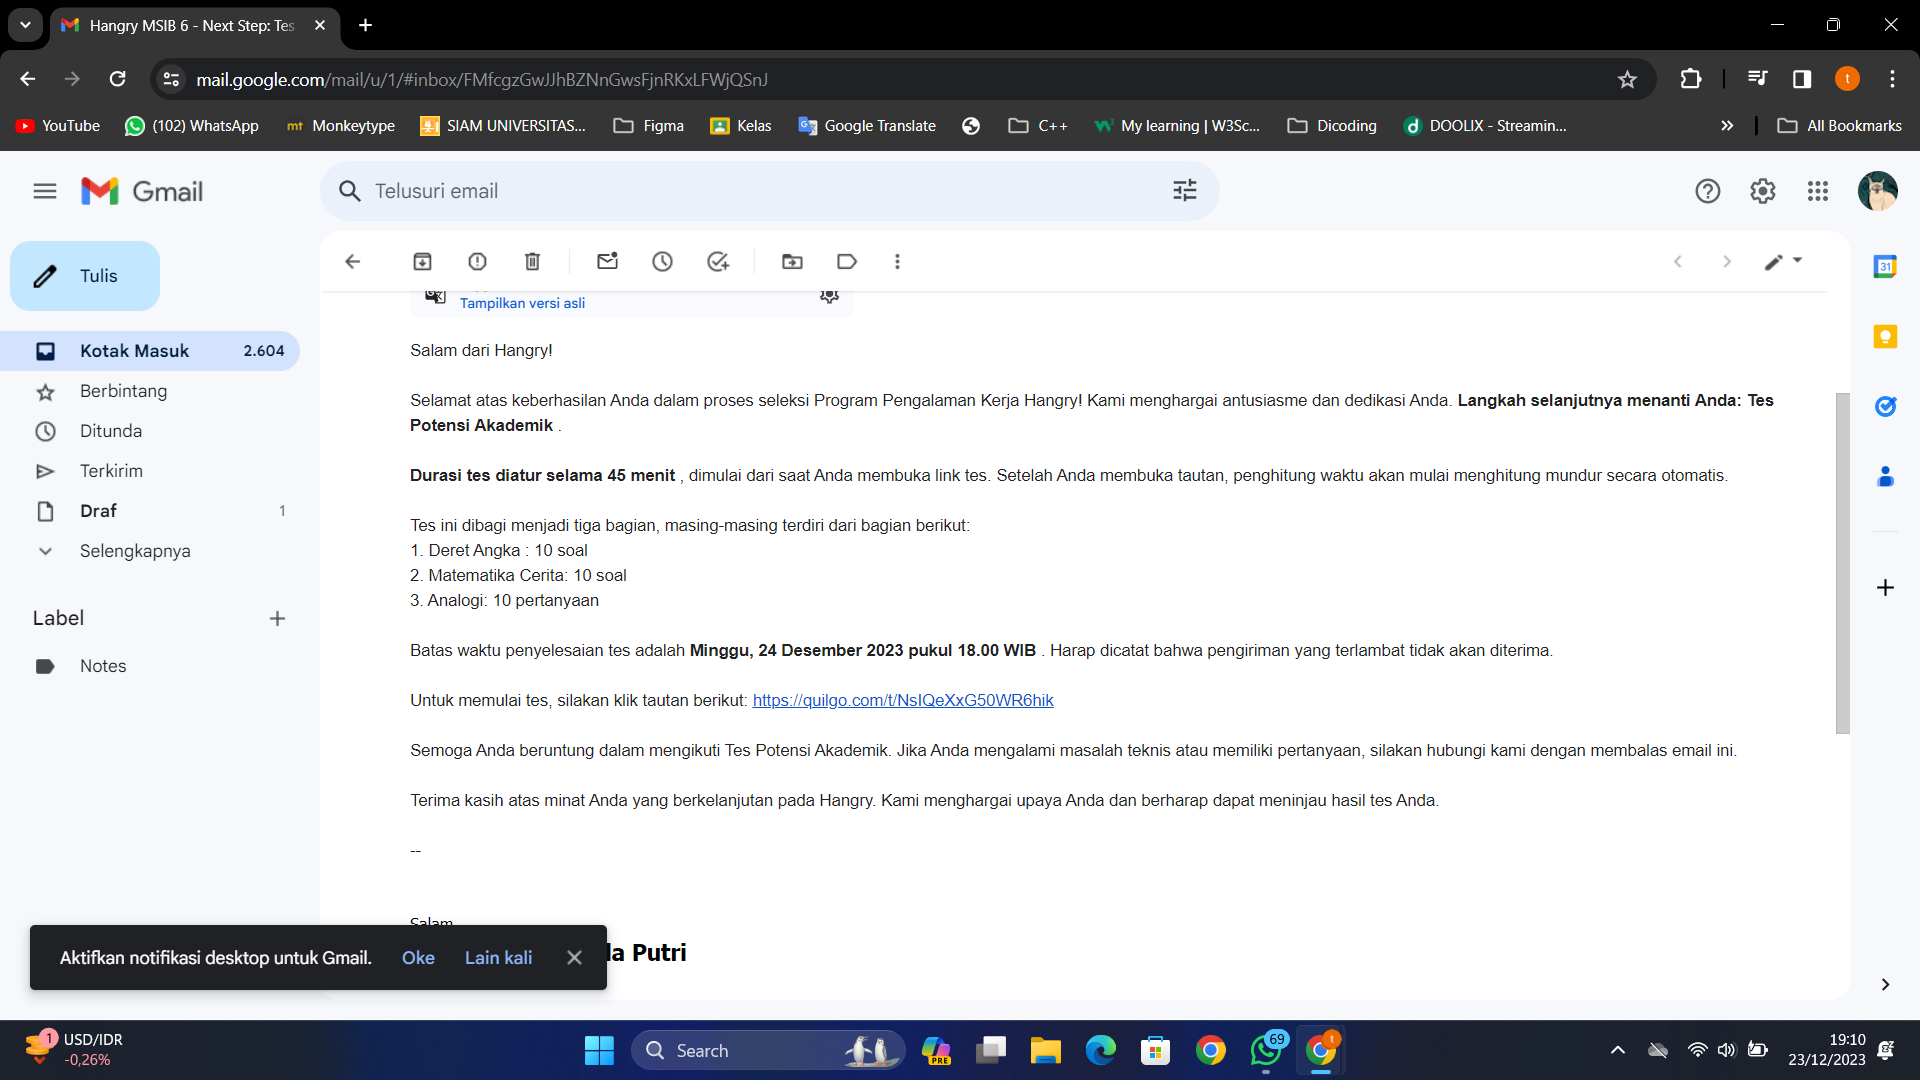 Hangry MSIB 6 - Next Step: Tes
mail.google.com/mail/u/1/#inbox/FMfcgzGwJJhBZNnGwsFjnRKxLFWjQSnJ
t
YouTube
(102) WhatsApp
mt Monkeytype
SIAM UNIVERSITAS...
Figma
Kelas
Google Translate
C++
My learning | W3Sc...
Dicoding
DOOLIX - Streamin...
All Bookmarks
Gmail
Telusuri email
Tulis
Kotak Masuk 2.604
Berbintang
Ditunda
Terkirim
Draf 1
Selengkapnya
Label
Notes
31
Tampilkan versi asli
Salam dari Hangry!
Selamat atas keberhasilan Anda dalam proses seleksi Program Pengalaman Kerja Hangry! Kami menghargai antusiasme dan dedikasi Anda. Langkah selanjutnya menanti Anda: Tes
Potensi Akademik .
Durasi tes diatur selama 45 menit , dimulai dari saat Anda membuka link tes. Setelah Anda membuka tautan, penghitung waktu akan mulai menghitung mundur secara otomatis.
Tes ini dibagi menjadi tiga bagian, masing-masing terdiri dari bagian berikut:
1. Deret Angka : 10 soal
2. Matematika Cerita: 10 soal
3. Analogi: 10 pertanyaan
Batas waktu penyelesaian tes adalah Minggu, 24 Desember 2023 pukul 18.00 WIB . Harap dicatat bahwa pengiriman yang terlambat tidak akan diterima.
Untuk memulai tes, silakan klik tautan berikut: https://quilgo.com/t/NsIQeXxG50WR6hik
Semoga Anda beruntung dalam mengikuti Tes Potensi Akademik. Jika Anda mengalami masalah teknis atau memiliki pertanyaan, silakan hubungi kami dengan membalas email ini.
Terima kasih atas minat Anda yang berkelanjutan pada Hangry. Kami menghargai upaya Anda dan berharap dapat meninjau hasil tes Anda.
--
Salam
la Putri
Aktifkan notifikasi desktop untuk Gmail. Oke Lain kali
1
USD/IDR
-0,26%
Search
PRE
69
t
19:10
23/12/2023